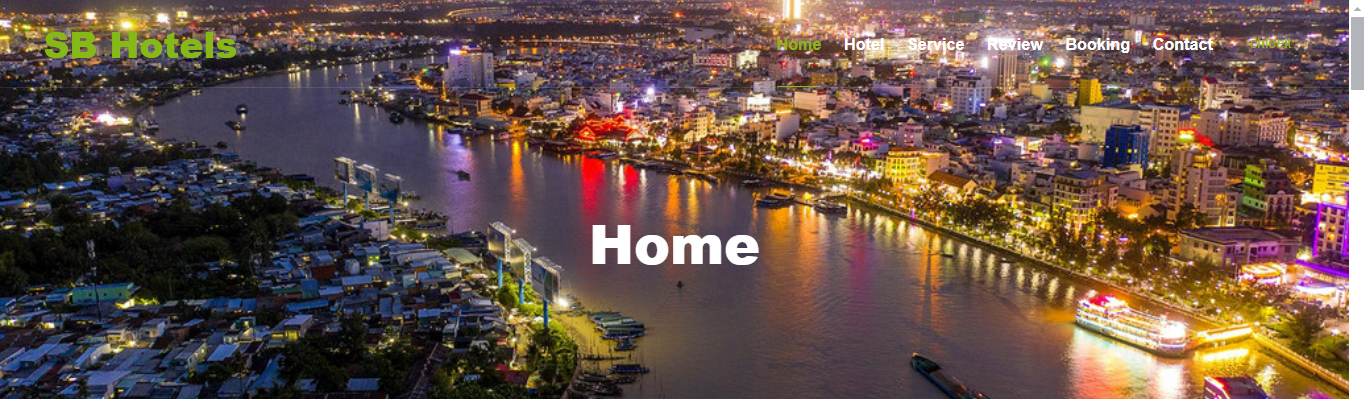 SB Hotels
Home Hotel Service Review Booking Contact
Home